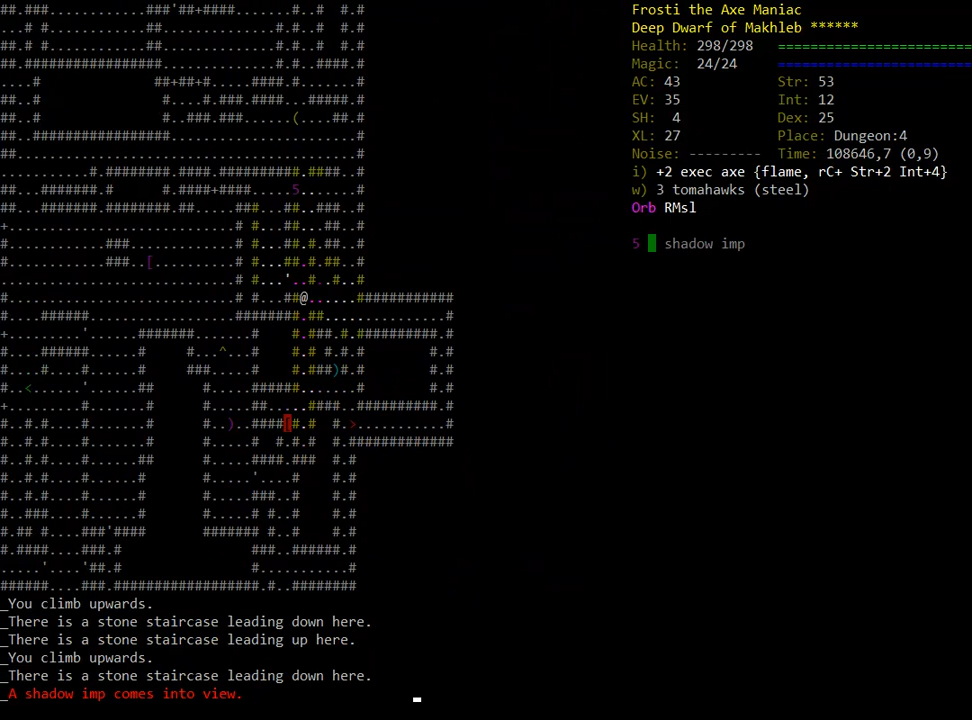 Frosti the Axe Maniac
Deep Dwarf of Makhleb ******
Health: 298/298 ========================
Magic: 24/24 ========================
AC: 43 Str: 53
EV: 35 Int: 12
SH: 4 Dex: 25
XL: 27 Place: Dungeon:4
Noise: --------- Time: 108646,7 (0,9)
i) +2 exec axe {flame, rC+ Str+2 Int+4}
w) 3 tomahawks (steel)
Orb RMsl
5 shadow imp
_You climb upwards.
_There is a stone staircase leading down here.
_There is a stone staircase leading up here.
_You climb upwards.
_There is a stone staircase leading down here.
_A shadow imp comes into view.